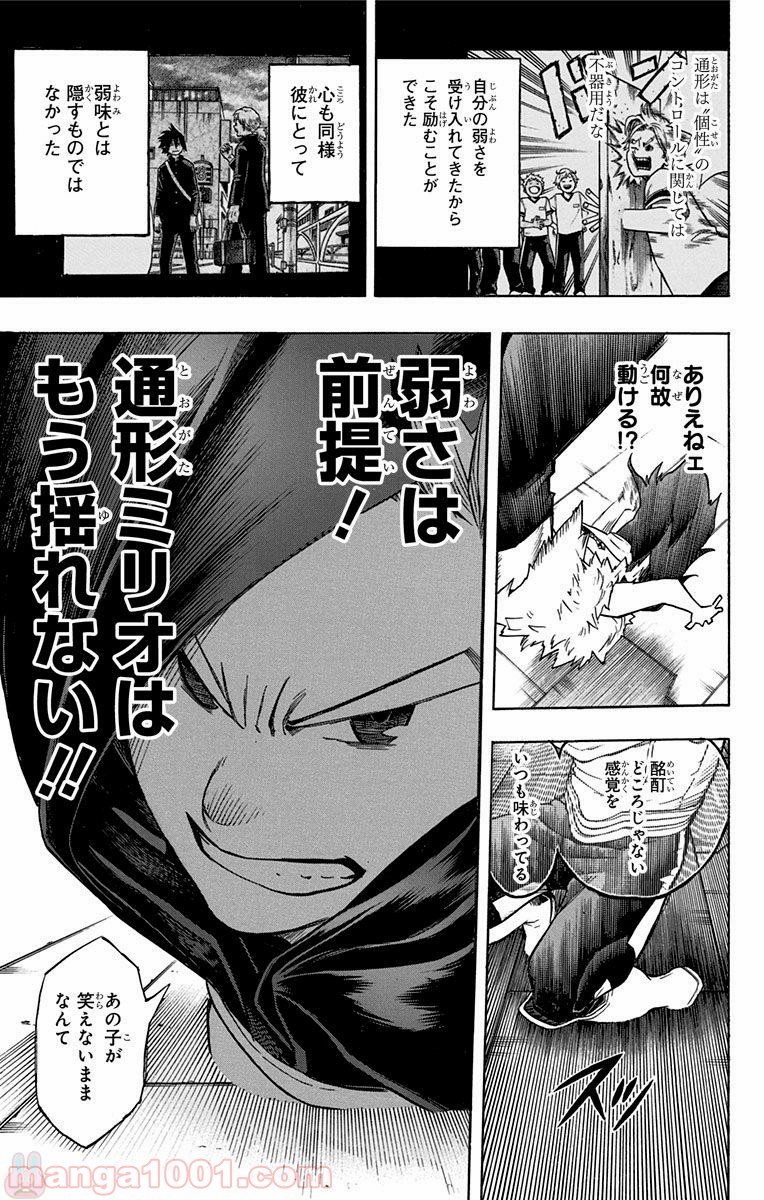 通形は“個性”の
コントロールに関しては
不器用だな
自分の弱さを
受け入れてきたから
こそ励むことが
できた
心も同様
彼にとって
弱味とは
隠すものでは
なかった
ありえねェ
何故
動ける!?
酩酊
どころじゃない
感覚を
いつも味わってる
ズッ
弱さは
前提!
通形ミリオは
もう揺れない!!
あの子が
笑えないまま
なんて
manga1001.com